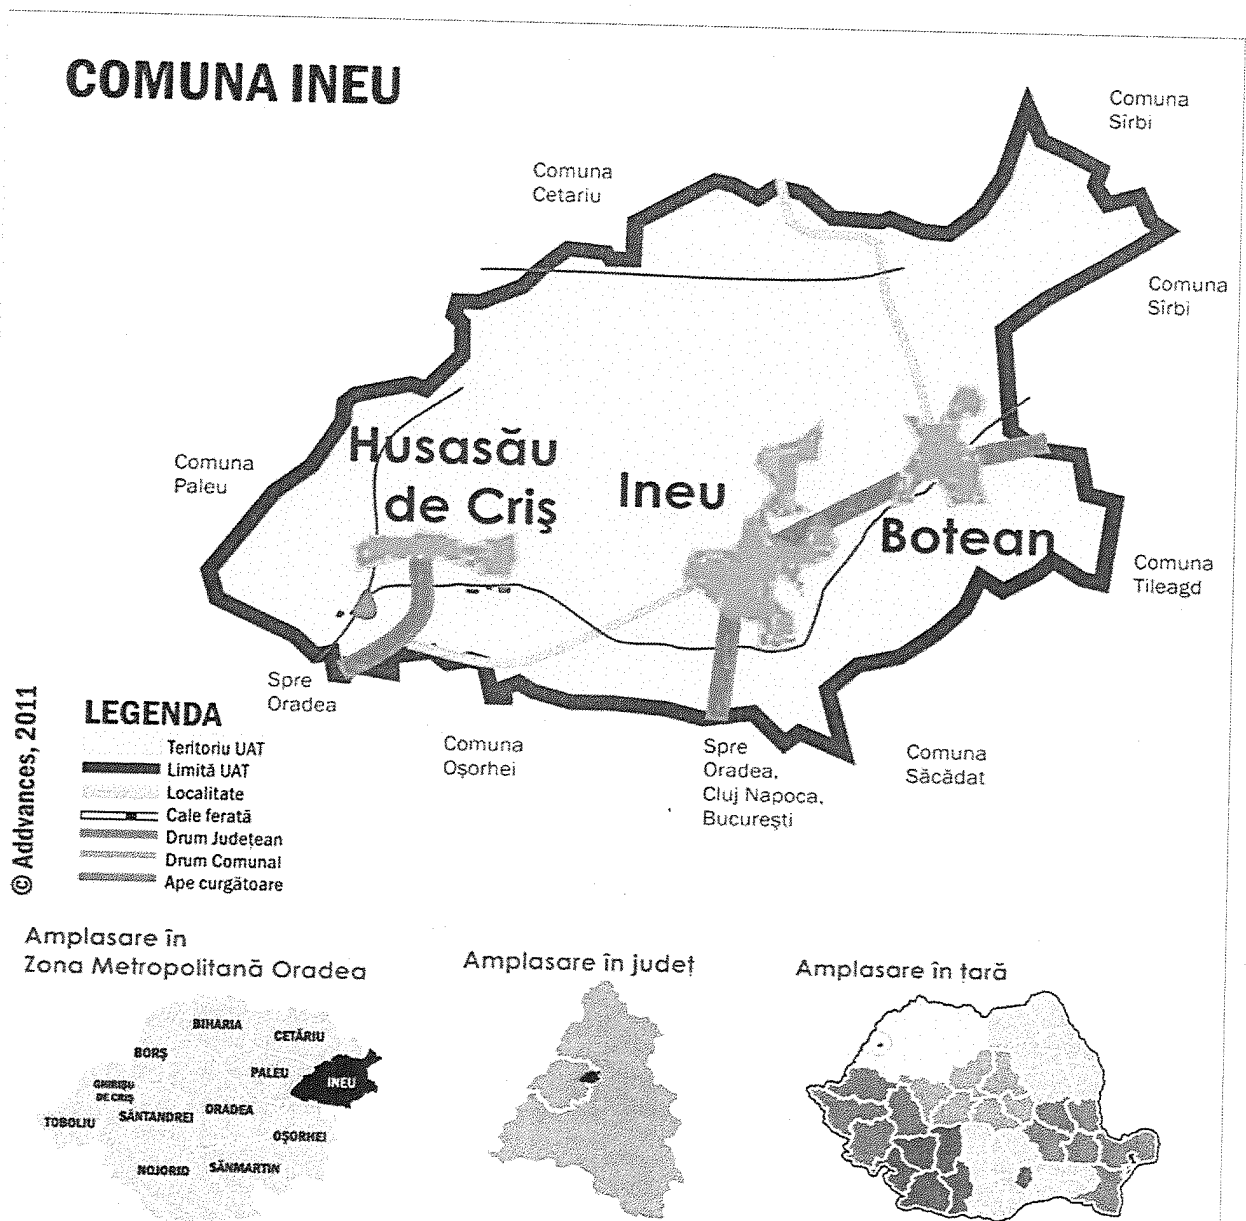 COMUNA INEU
Comuna
Sîrbi
Comuna
Cetariu
Comuna
Sîrbi
Husasău
de Criş
Comuna
Paleu
Ineu
Botean
Comuna
Tileagd
Spre
Oradea
Comuna
Oşorhei
Spre
Oradea,
Cluj Napoca,
Bucureşti
Comuna
Săcădat
© Addvances, 2011
LEGENDA
Teritoriu UAT
Limită UAT
Localitate
Cale ferată
Drum Județean
Drum Comunal
Ape curgătoare
Amplasare în
Zona Metropolitană Oradea
BIHARIA
CETĂRIU
BORŞ
PALEU
INEU
GHIRIŞU
DE CRIŞ
TOBOLIU
SÂNTANDREI
ORADEA
OŞORHEI
NOJORID
SÂNMARTIN
Amplasare în județ
Amplasare în țară